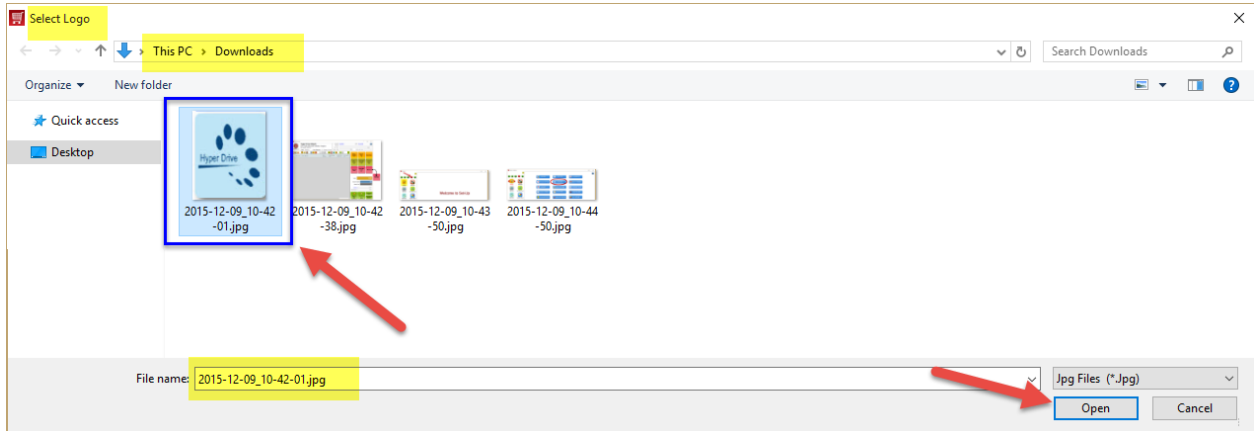 Select Logo
This PC > Downloads
Search Downloads
Organize
New folder
Quick access
Desktop
Hyper Drive
2015-12-09_10-42
-01.jpg
2015-12-09_10-42
-38.jpg
Welcome to
2015-12-09_10-43
-50.jpg
2015-12-09_10-44
-50.jpg
File name:
2015-12-09_10-42-01.jpg
Jpg Files (*.Jpg)
Open
Cancel